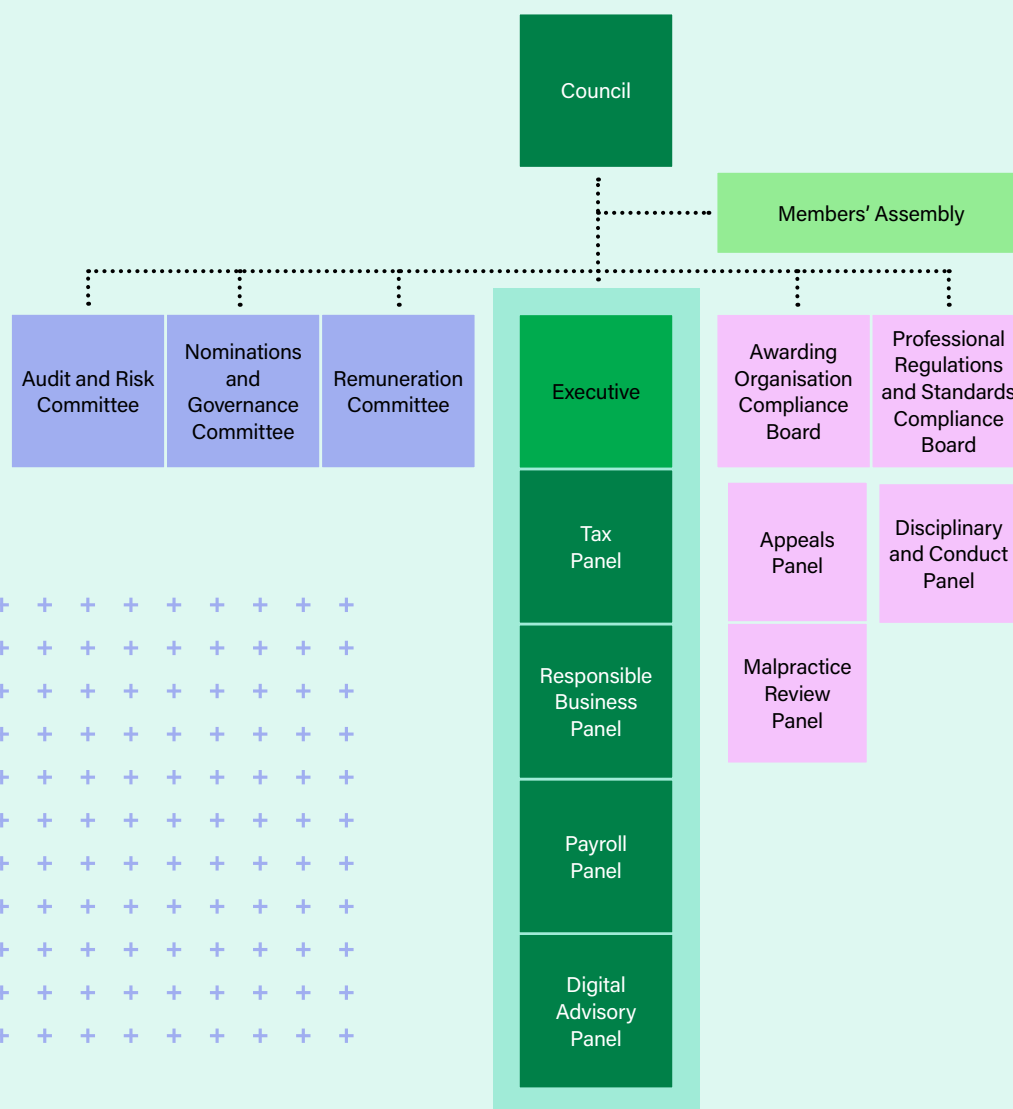 Council
Members’ Assembly
Audit and Risk
Committee
Nominations
and
Governance
Committee
Remuneration
Committee
Executive
Awarding
Organisation
Compliance
Board
Professional
Regulations
and Standards
Compliance
Board
Tax
Panel
Appeals
Panel
Disciplinary
and Conduct
Panel
Responsible
Business
Panel
Malpractice
Review
Panel
Payroll
Panel
Digital
Advisory
Panel